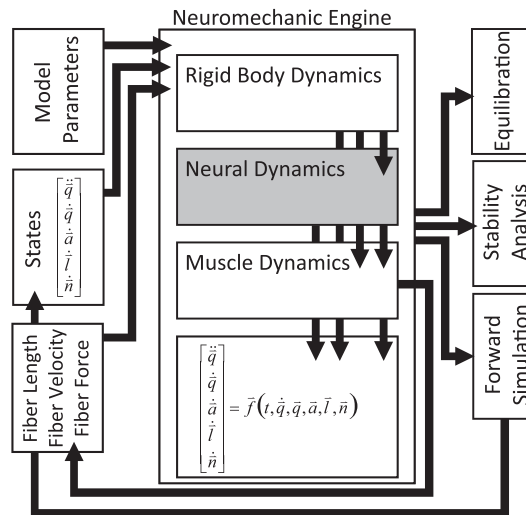 Neuromechanic Engine
Model
Parameters
Rigid Body Dynamics
Equilibration
Neural Dynamics
States
q̈
q̇
ȧ
l̇
ṅ
Stability
Analysis
Muscle Dynamics
Fiber Length
Fiber Velocity
Fiber Force
Forward
Simulation
q̈
q̇
ȧ
l̇
ṅ
= f⃗(t,q̇,q̄,ā,l̄,n̄)